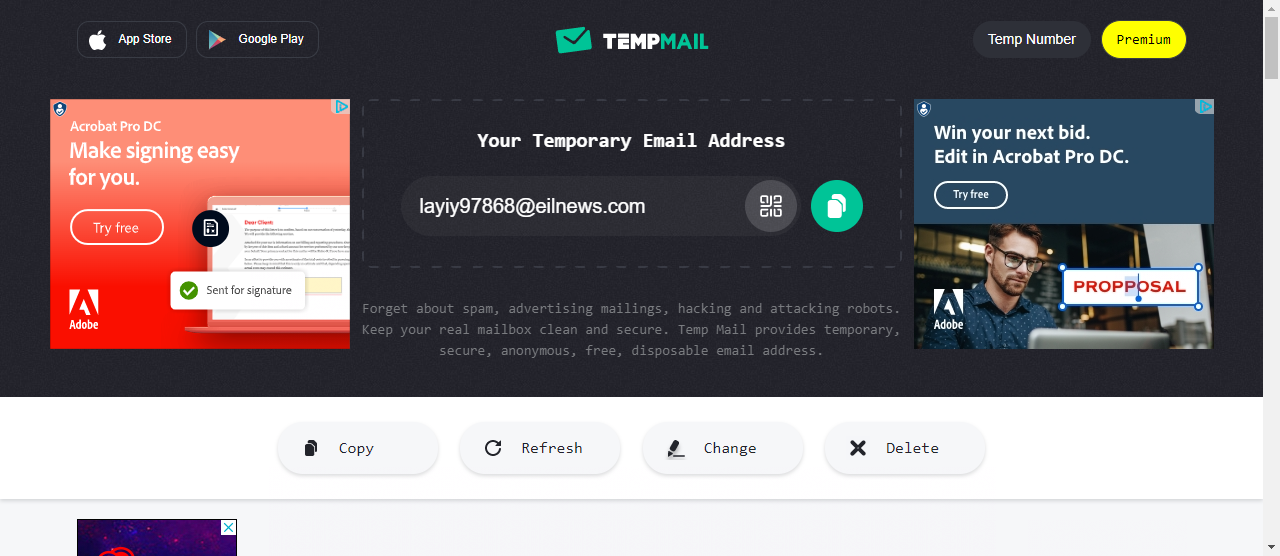 App Store
Google Play
TEMPMAIL
Temp Number
Premium
Acrobat Pro DC
Make signing easy
for you.
Try free
Dear Client:
Sent for signature
Adobe
Your Temporary Email Address
layiy97868@eilnews.com
Forget about spam, advertising mailings, hacking and attacking robots.
Keep your real mailbox clean and secure. Temp Mail provides temporary,
secure, anonymous, free, disposable email address.
Win your next bid.
Edit in Acrobat Pro DC.
Try free
PROPPOSAL
Adobe
Copy
Refresh
Change
Delete